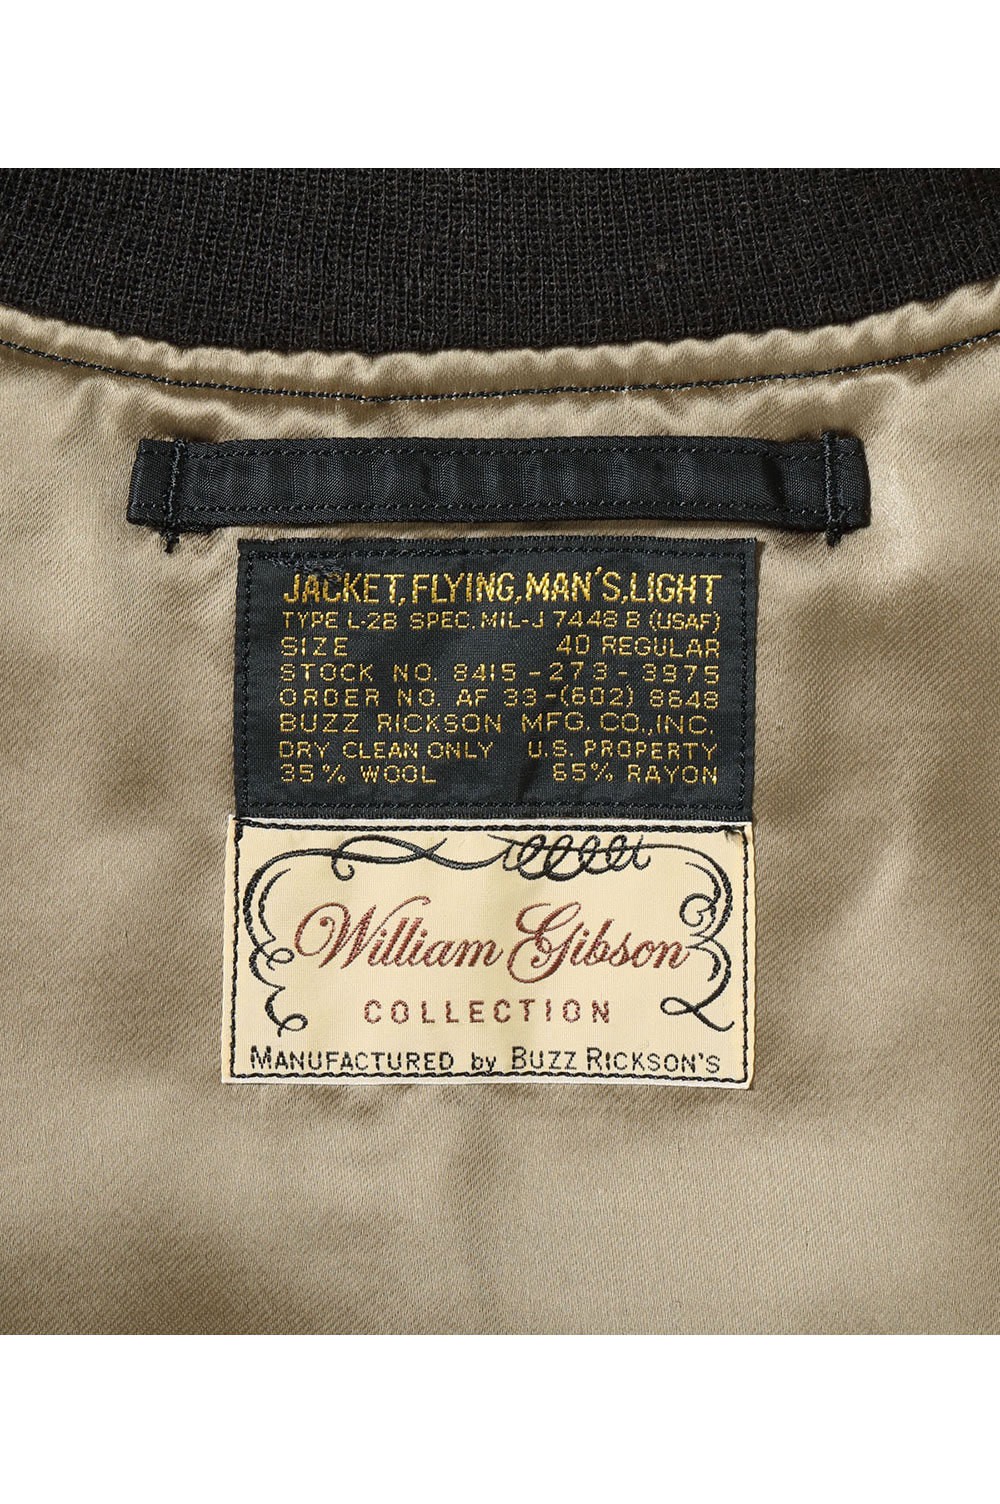 JACKET, FLYING, MAN'S, LIGHT
TYPE L-2B SPEC. MIL-J 7448 B (USAF)
SIZE 40 REGULAR
STOCK NO. 8415-273-3975
ORDER NO. AF 33-(602) 8648
BUZZ RICKSON MFG. CO., INC.
DRY CLEAN ONLY U.S. PROPERTY
35% WOOL 65% RAYON
William Gibson
COLLECTION
MANUFACTURED by BUZZ RICKSON'S